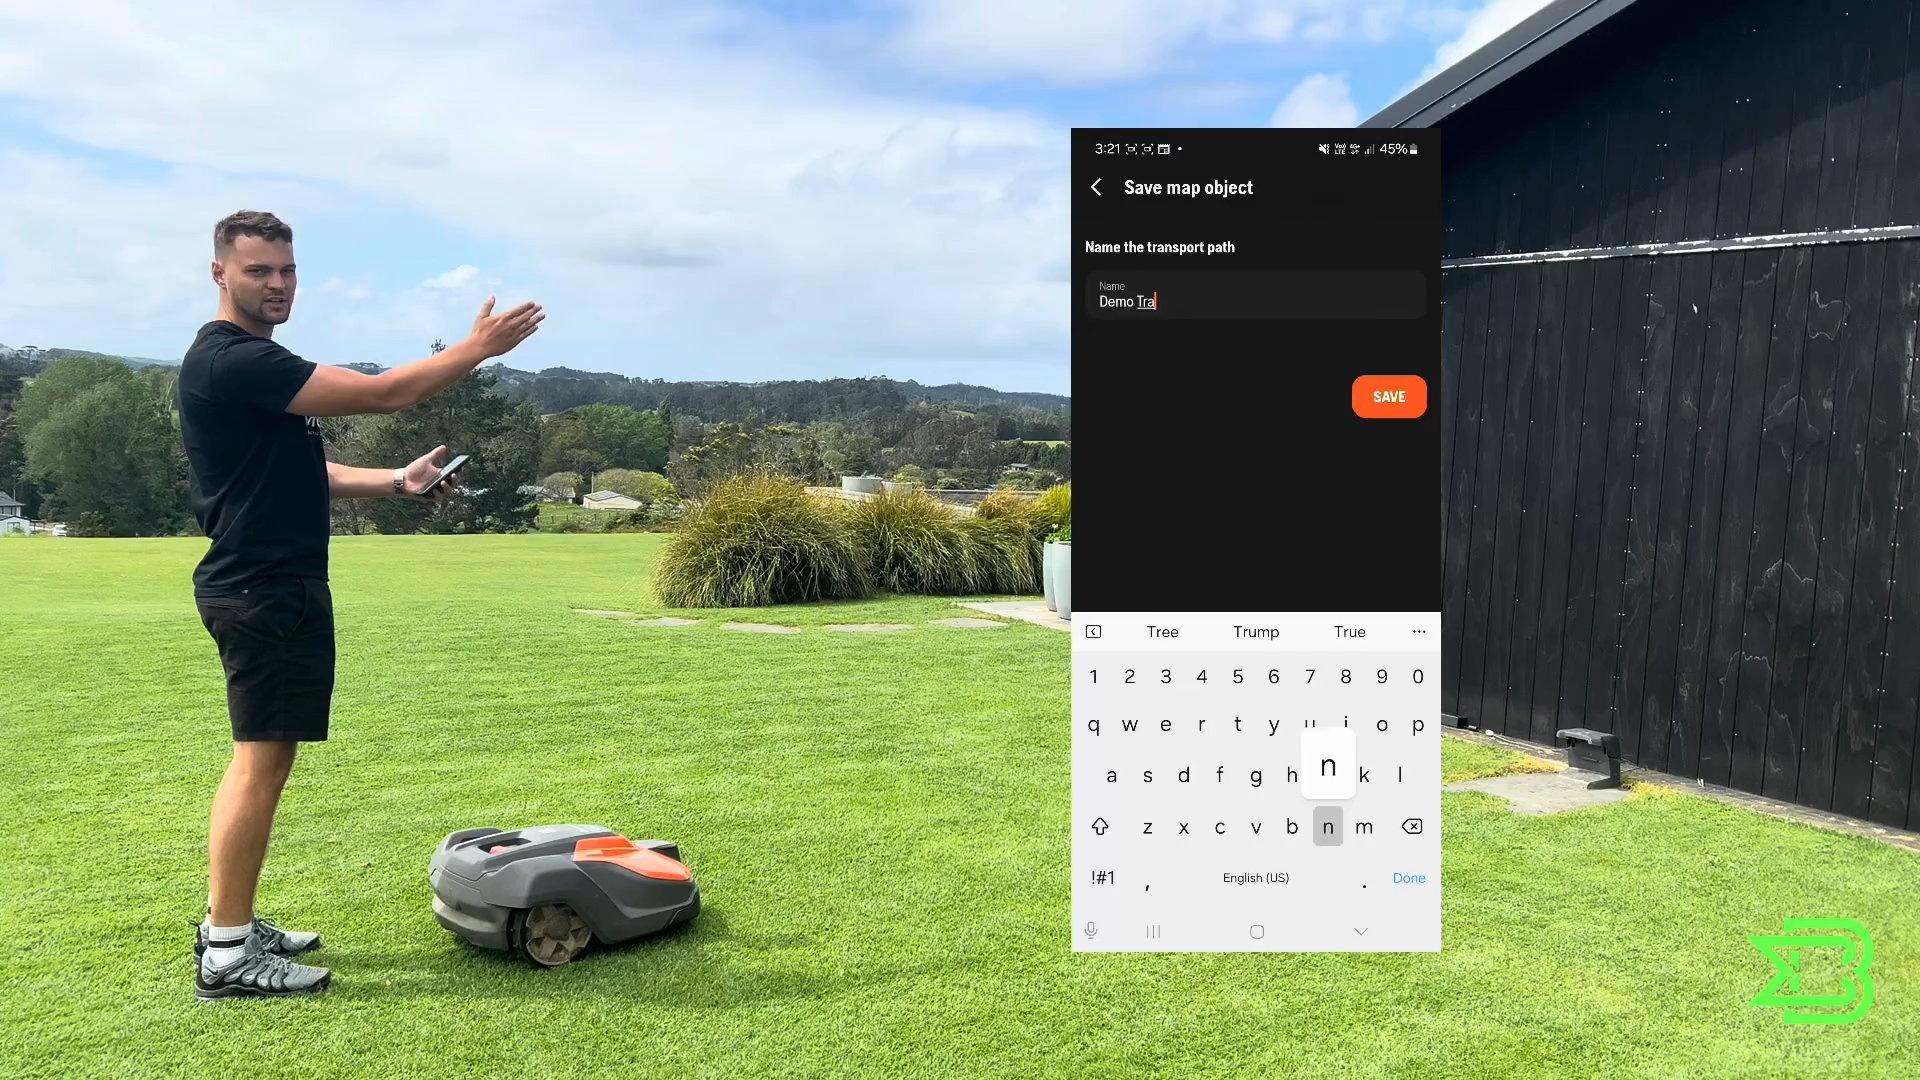 3:21
45%
Save map object
Name the transport path
Name
Demo Tra
SAVE
Tree Trump True ...
1 2 3 4 5 6 7 8 9 0
q w e r t y u i o p
a s d f g h n k l
z x c v b n m
!#1 , English (US) . Done